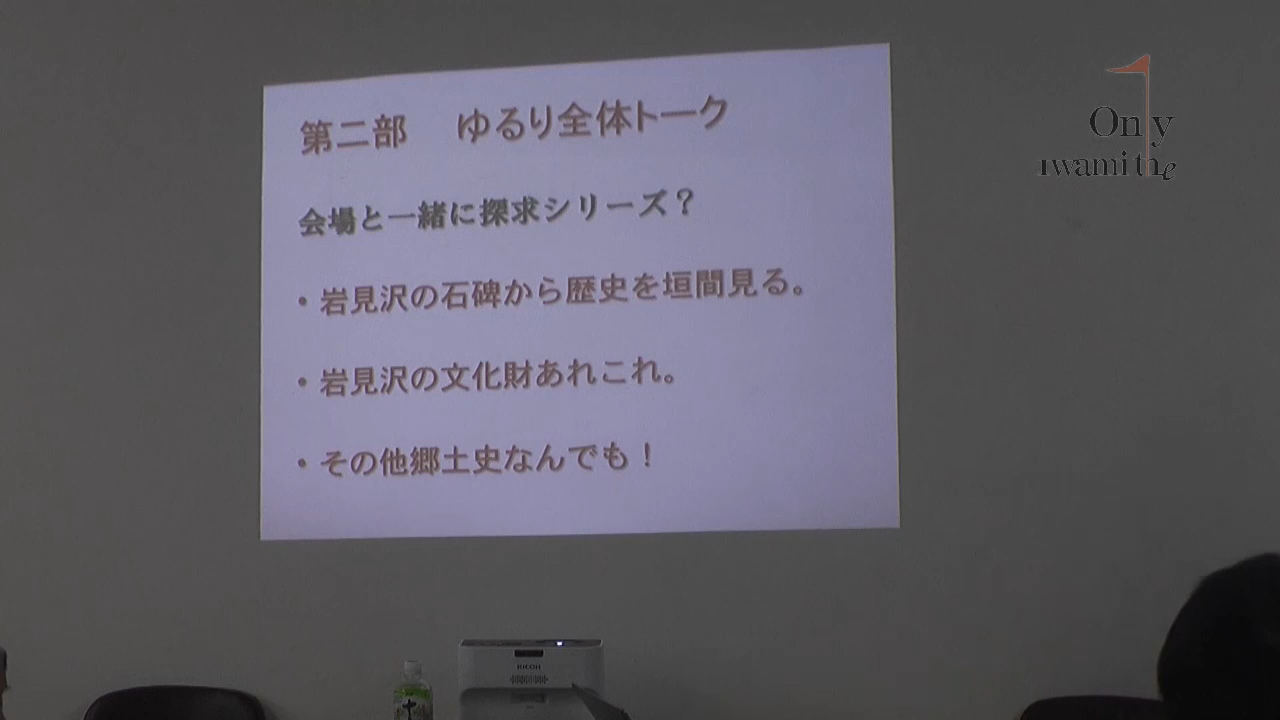 第二部　ゆるり全体トーク
会場と一緒に探求シリーズ？
・岩見沢の石碑から歴史を垣間見る。
・岩見沢の文化財あれこれ。
・その他郷土史なんでも！
Only
iwami the
RICOH